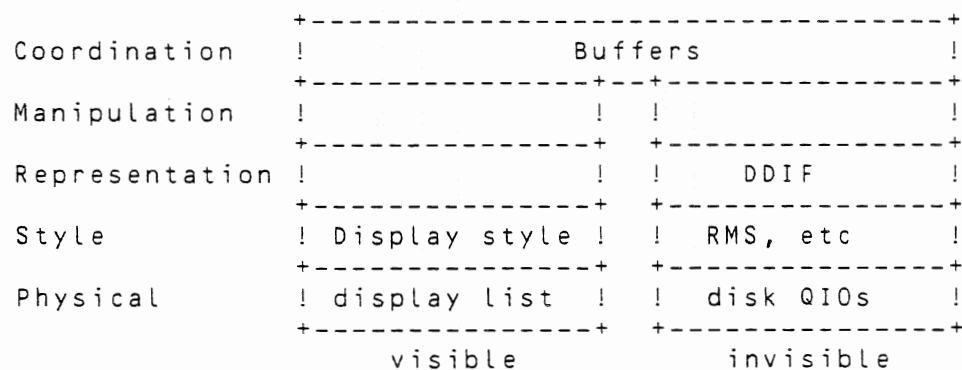 +---------------------------------+
Coordination ! Buffers !
+---------------+--+---------------+
Manipulation ! ! ! !
+---------------+ +---------------+
Representation ! ! ! DDIF !
+---------------+ +---------------+
Style ! Display style ! ! RMS, etc !
+---------------+ +---------------+
Physical ! display list ! ! disk QIOs !
+---------------+ +---------------+
visible invisible